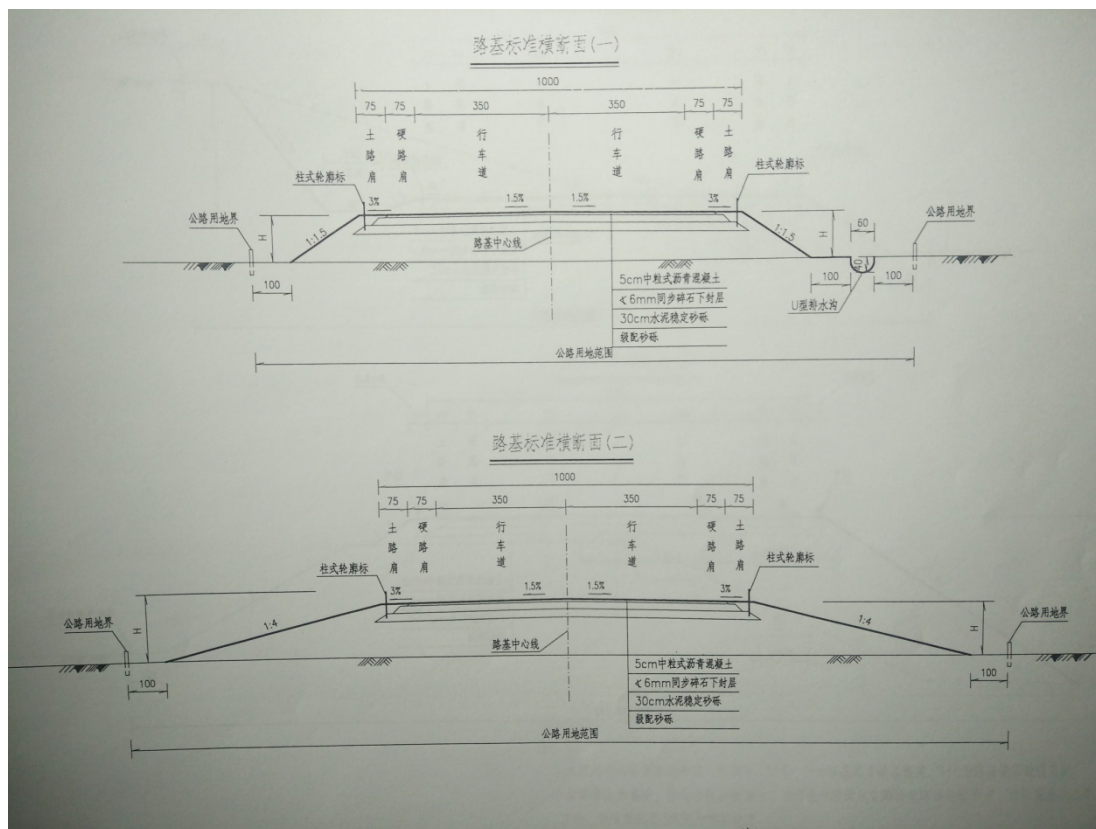 路基标准横断面(一)
1000
75 75 350 350 75 75
土路肩 硬路肩 行车道 行车道 硬路肩 土路肩
柱式轮廓标 柱式轮廓标
3% 1.5% 1.5% 3%
公路用地界 公路用地界
H 1:1.5 1:1.5 H 60
路基中心线
40
100 100 100
5cm中粒式沥青混凝土
≮6mm同步碎石下封层
30cm水泥稳定砂砾
级配砂砾
U型排水沟
公路用地范围
路基标准横断面(二)
1000
75 75 350 350 75 75
土路肩 硬路肩 行车道 行车道 硬路肩 土路肩
柱式轮廓标 柱式轮廓标
3% 1.5% 1.5% 3%
公路用地界 公路用地界
H 1:4 1:4 H
路基中心线
100 100
5cm中粒式沥青混凝土
≮6mm同步碎石下封层
30cm水泥稳定砂砾
级配砂砾
公路用地范围